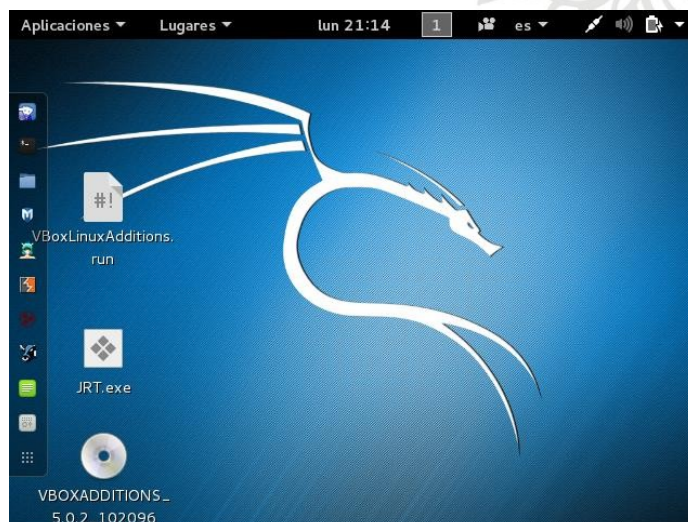 Aplicaciones Lugares lun 21:14 1 es
#!
VBoxLinuxAdditions.
run
JRT.exe
VBOXADDITIONS_
5.0.2_102096